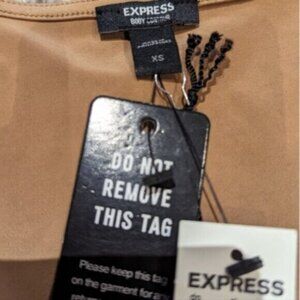 EXPRESS
BODY CONTOUR
XS
DO NOT
REMOVE
THIS TAG
Please keep this tag
on the garment for
EXPRESS